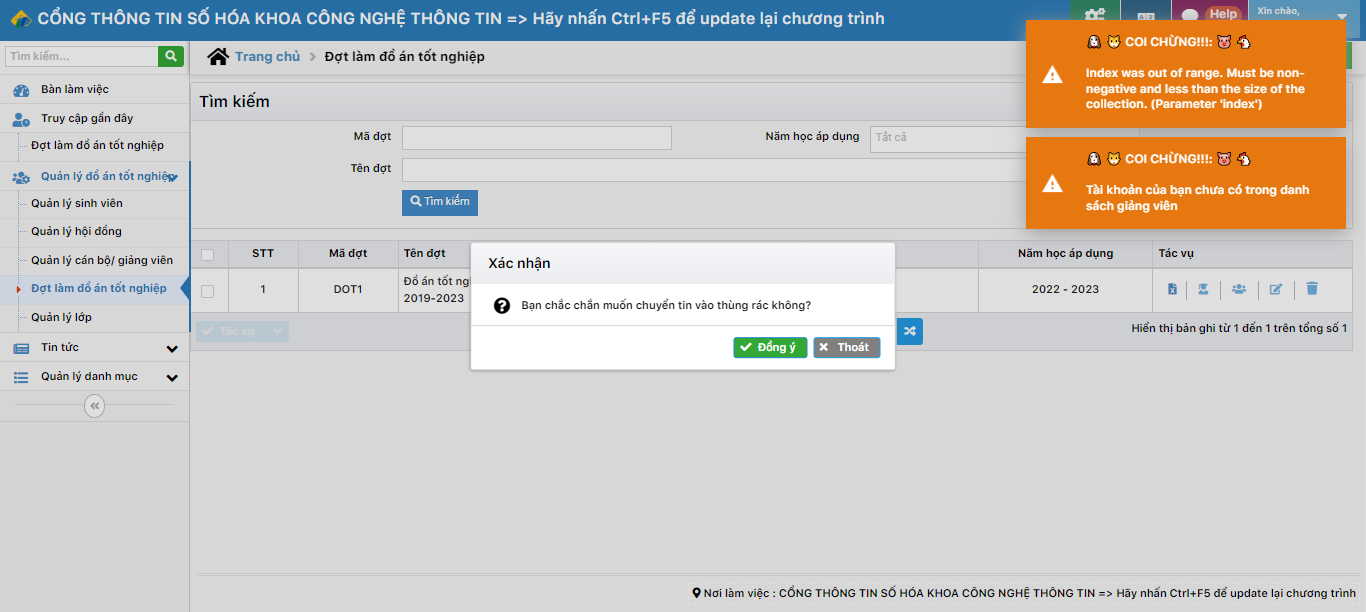 CỔNG THÔNG TIN SỐ HÓA KHOA CÔNG NGHỆ THÔNG TIN => Hãy nhấn Ctrl+F5 để update lại chương trình
Help
Xin chào,
Tìm kiếm...
Trang chủ
Đợt làm đồ án tốt nghiệp
COI CHỪNG!!!:
Index was out of range. Must be non-
negative and less than the size of the
collection. (Parameter 'index')
COI CHỪNG!!!:
Tài khoản của bạn chưa có trong danh
sách giảng viên
Bàn làm việc
Truy cập gần đây
Đợt làm đồ án tốt nghiệp
Quản lý đồ án tốt nghiệp
Quản lý sinh viên
Quản lý hội đồng
Quản lý cán bộ/ giảng viên
Đợt làm đồ án tốt nghiệp
Quản lý lớp
Tin tức
Quản lý danh mục
Tìm kiếm
Mã đợt
Năm học áp dụng
Tất cả
Tên đợt
Tìm kiếm
STT
Mã đợt
Tên đợt
Năm học áp dụng
Tác vụ
1
DOT1
Đồ án tốt
2019-2023
2022 - 2023
Tác vụ
Hiển thị bản ghi từ 1 đến 1 trên tổng số 1
Xác nhận
Bạn chắc chắn muốn chuyển tin vào thùng rác không?
Đồng ý
Thoát
Nơi làm việc : CỔNG THÔNG TIN SỐ HÓA KHOA CÔNG NGHỆ THÔNG TIN => Hãy nhấn Ctrl+F5 để update lại chương trình